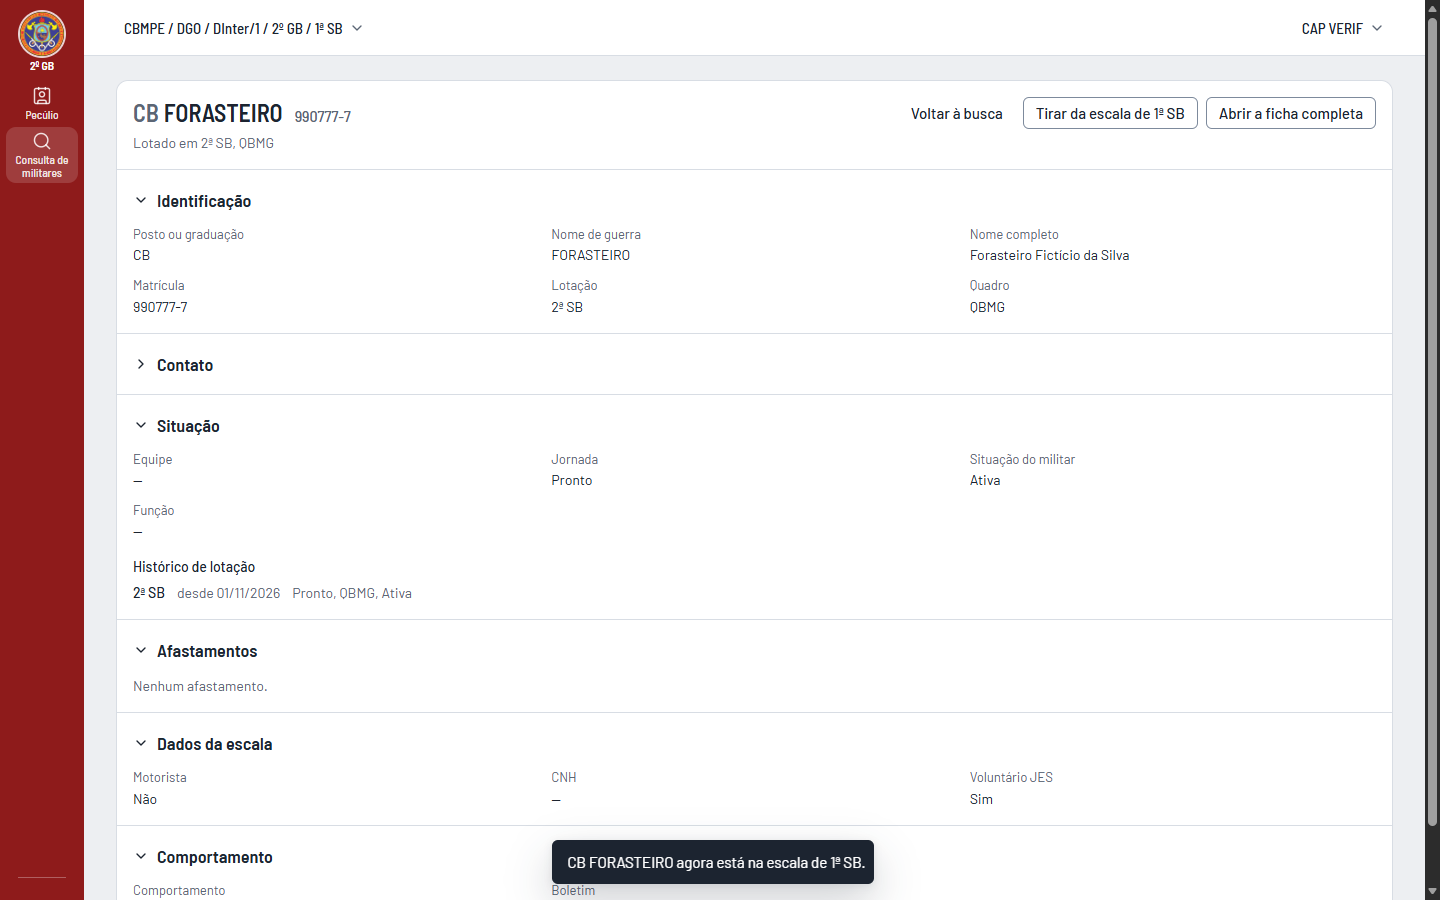 2º GB
Pecúlio
Consulta de
militares
CBMPE / DGO / DInter/1 / 2º GB / 1ª SB
CAP VERIF
CB FORASTEIRO 990777-7
Voltar à busca
Tirar da escala de 1ª SB
Abrir a ficha completa
Lotado em 2ª SB, QBMG
Identificação
Posto ou graduação
Nome de guerra
Nome completo
CB
FORASTEIRO
Forasteiro Fictício da Silva
Matrícula
Lotação
Quadro
990777-7
2ª SB
QBMG
Contato
Situação
Equipe
Jornada
Situação do militar
—
Pronto
Ativa
Função
—
Histórico de lotação
2ª SB desde 01/11/2026 Pronto, QBMG, Ativa
Afastamentos
Nenhum afastamento.
Dados da escala
Motorista
CNH
Voluntário JES
Não
—
Sim
Comportamento
CB FORASTEIRO agora está na escala de 1ª SB.
Comportamento
Boletim